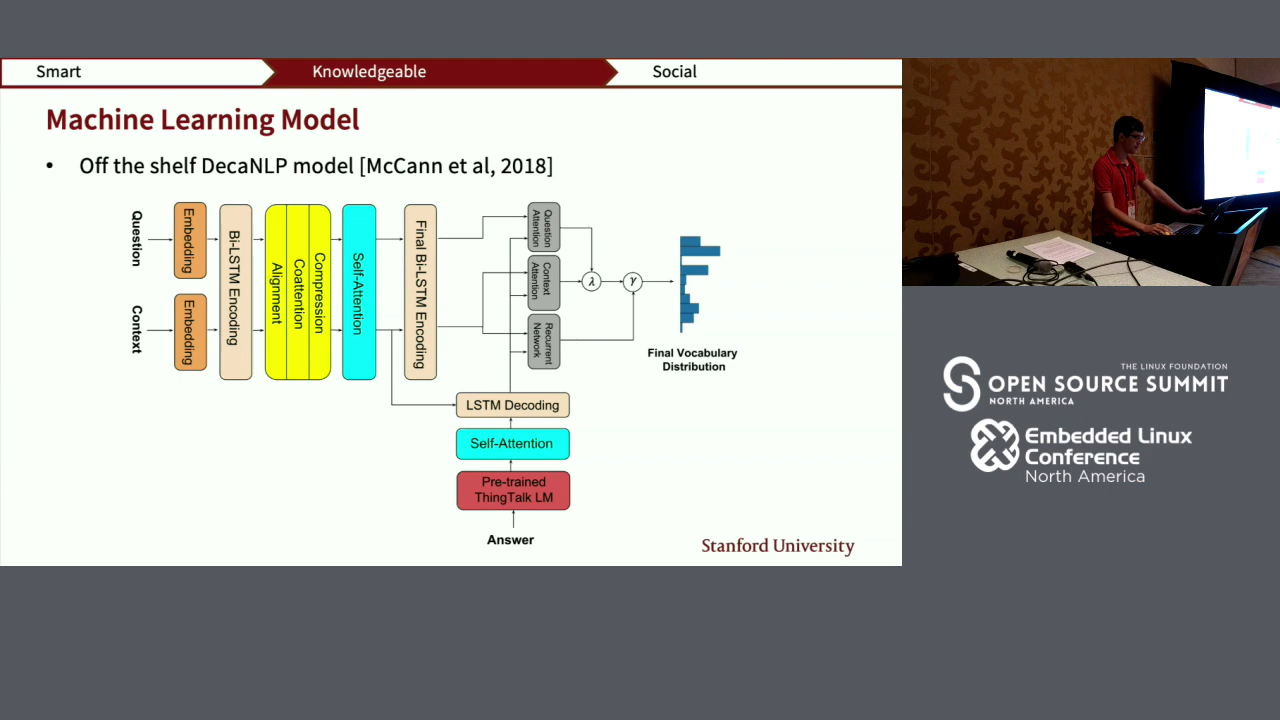 Smart
Knowledgeable
Social
Machine Learning Model
• Off the shelf DecaNLP model [McCann et al, 2018]
Question
Context
Embedding
Embedding
Bi-LSTM Encoding
Alignment
Coattention
Compression
Self-Attention
Final Bi-LSTM Encoding
Question
Attention
Context
Attention
Recurrent
Network
λ
γ
Final Vocabulary
Distribution
LSTM Decoding
Self-Attention
Pre-trained
ThingTalk LM
Answer
Stanford University
THE LINUX FOUNDATION
OPEN SOURCE SUMMIT
NORTH AMERICA
Embedded Linux
Conference
North America